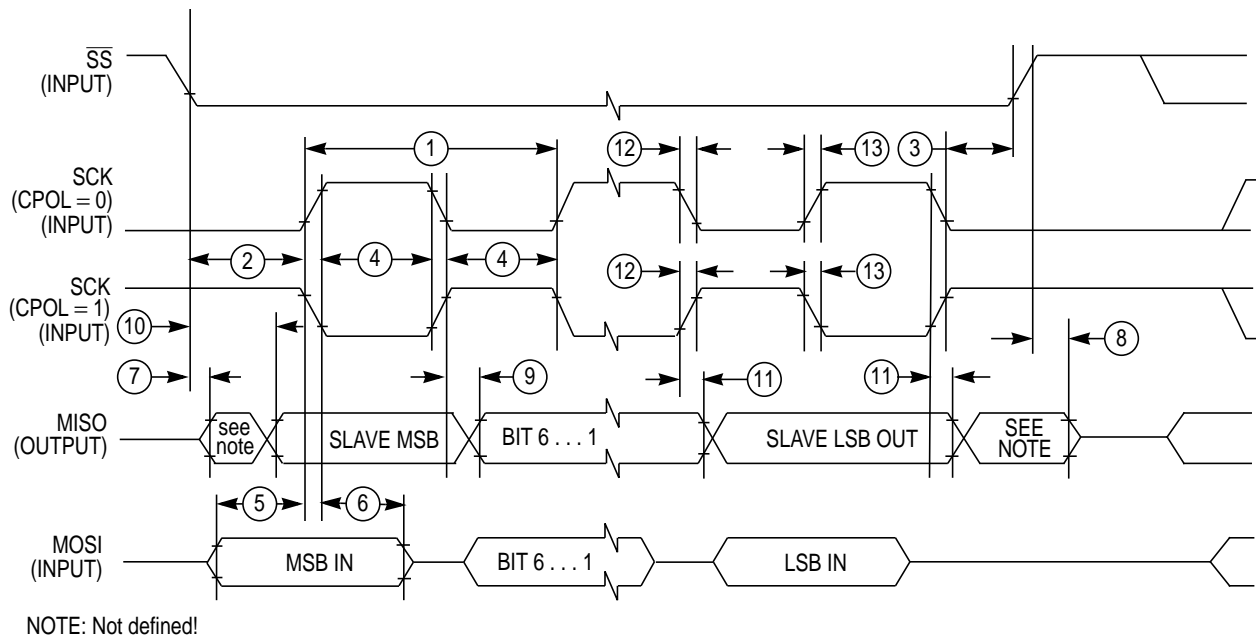 SS
(INPUT)
1
12
13
3
SCK
(CPOL = 0)
(INPUT)
2
4
4
SCK
(CPOL = 1)
(INPUT)
12
13
10
8
7
9
11
11
MISO
(OUTPUT)
see
note
SLAVE MSB
BIT 6 . . . 1
SLAVE LSB OUT
SEE
NOTE
5
6
MOSI
(INPUT)
MSB IN
BIT 6 . . . 1
LSB IN
NOTE: Not defined!